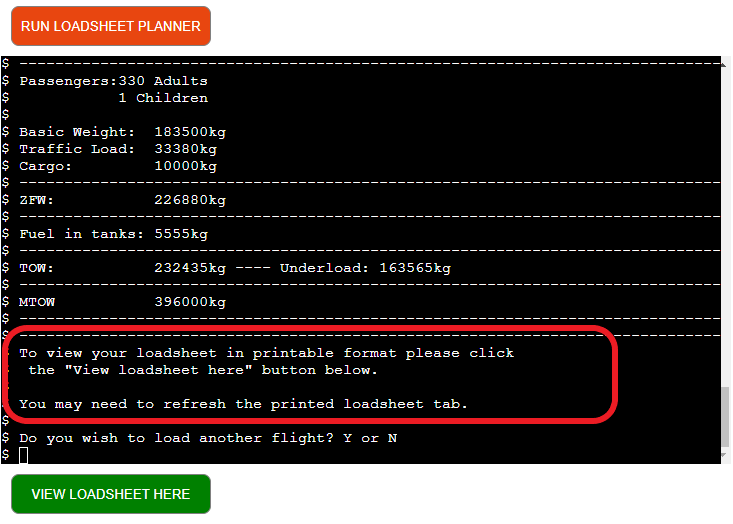 RUN LOADSHEET PLANNER
$ --------------------------------------------------------------------------------
$ Passengers:330 Adults
$            1 Children
$
$ Basic Weight:  183500kg
$ Traffic Load:  33380kg
$ Cargo:         10000kg
$ --------------------------------------------------------------------------------
$ ZFW:           226880kg
$ --------------------------------------------------------------------------------
$ Fuel in tanks: 5555kg
$ --------------------------------------------------------------------------------
$ TOW:           232435kg ---- Underload: 163565kg
$ --------------------------------------------------------------------------------
$ MTOW           396000kg
$ --------------------------------------------------------------------------------
$ --------------------------------------------------------------------------------
To view your loadsheet in printable format please click
the "View loadsheet here" button below.
You may need to refresh the printed loadsheet tab.
$
$ Do you wish to load another flight? Y or N
$
VIEW LOADSHEET HERE